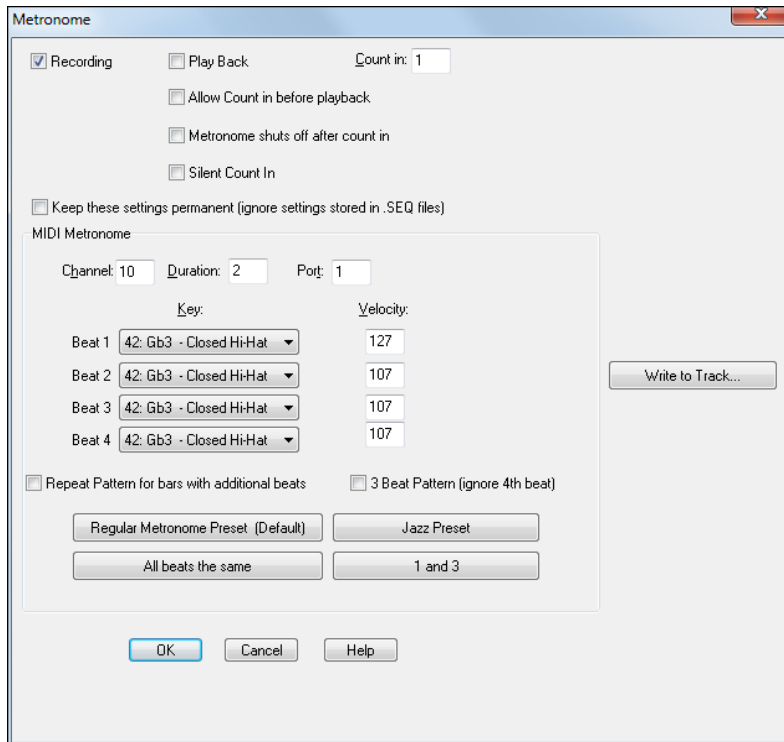 Metronome
Recording Play Back Count in: 1
Allow Count in before playback
Metronome shuts off after count in
Silent Count In
Keep these settings permanent (ignore settings stored in .SEQ files)
MIDI Metronome
Channel: 10 Duration: 2 Port: 1
Key: Velocity:
Beat 1 42: Gb3 - Closed Hi-Hat 127
Beat 2 42: Gb3 - Closed Hi-Hat 107
Write to Track...
Beat 3 42: Gb3 - Closed Hi-Hat 107
Beat 4 42: Gb3 - Closed Hi-Hat 107
Repeat Pattern for bars with additional beats 3 Beat Pattern (ignore 4th beat)
Regular Metronome Preset (Default) Jazz Preset
All beats the same 1 and 3
OK Cancel Help